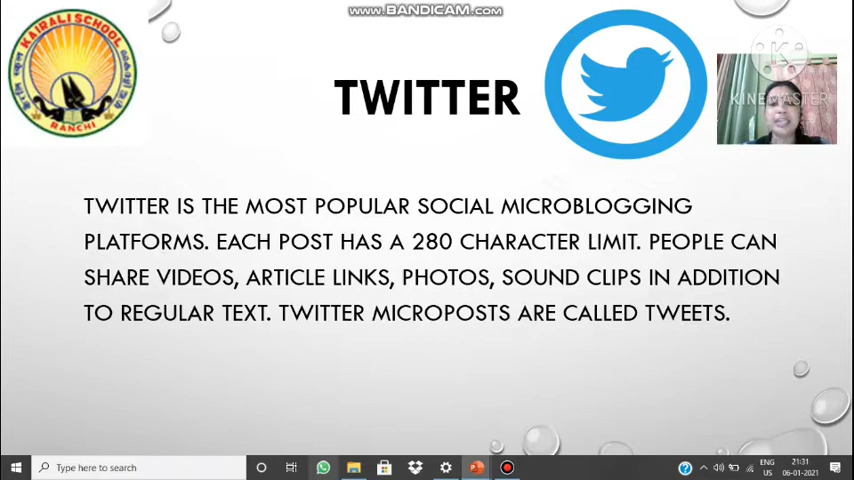 www.BANDICAM.com
KAIRALI SCHOOL
RANCHI
TWITTER
KINEMASTER
TWITTER IS THE MOST POPULAR SOCIAL MICROBLOGGING
PLATFORMS. EACH POST HAS A 280 CHARACTER LIMIT. PEOPLE CAN
SHARE VIDEOS, ARTICLE LINKS, PHOTOS, SOUND CLIPS IN ADDITION
TO REGULAR TEXT. TWITTER MICROPOSTS ARE CALLED TWEETS.
Type here to search
ENG
US
21:31
06-01-2021